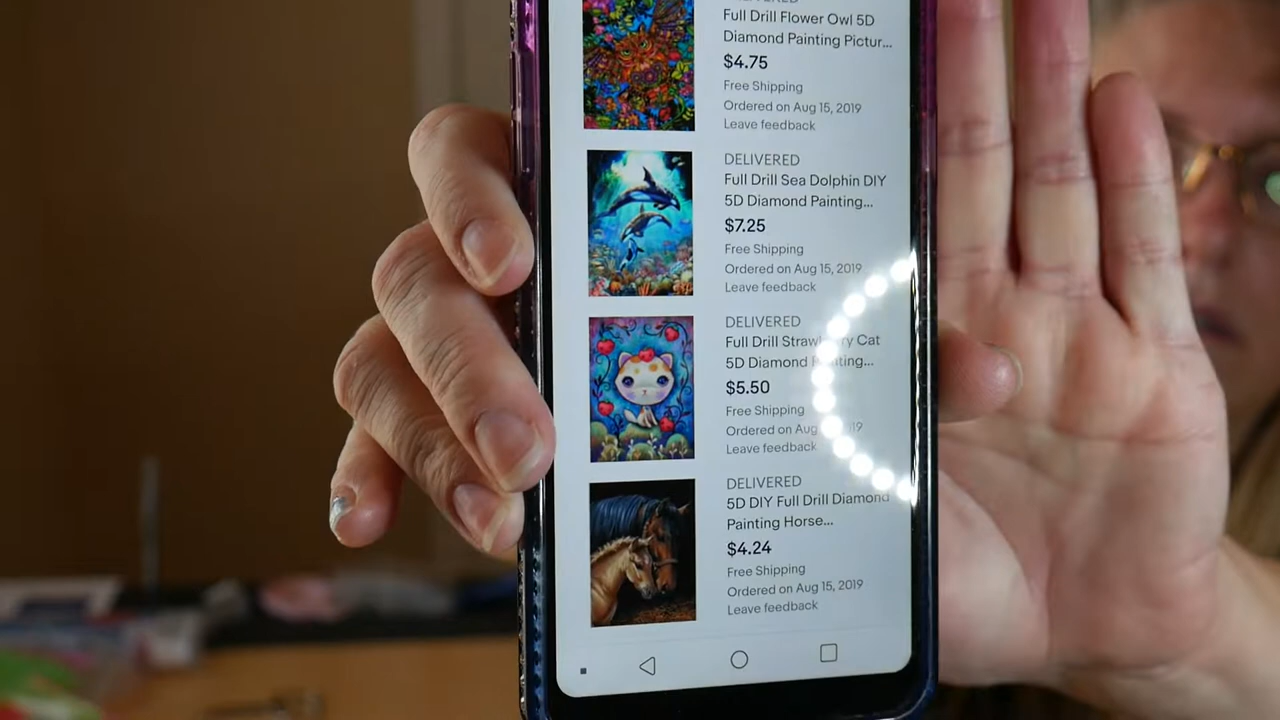 Full Drill Flower Owl 5D
Diamond Painting Pictur...
$4.75
Free Shipping
Ordered on Aug 15, 2019
Leave feedback
DELIVERED
Full Drill Sea Dolphin DIY
5D Diamond Painting...
$7.25
Free Shipping
Ordered on Aug 15, 2019
Leave feedback
DELIVERED
Full Drill Cat
5D Diamond
$5.50
Free Shipping
Ordered on
Leave feedback
DELIVERED
5D DIY Full Drill Diamond
Painting Horse...
$4.24
Free Shipping
Ordered on Aug 15, 2019
Leave feedback